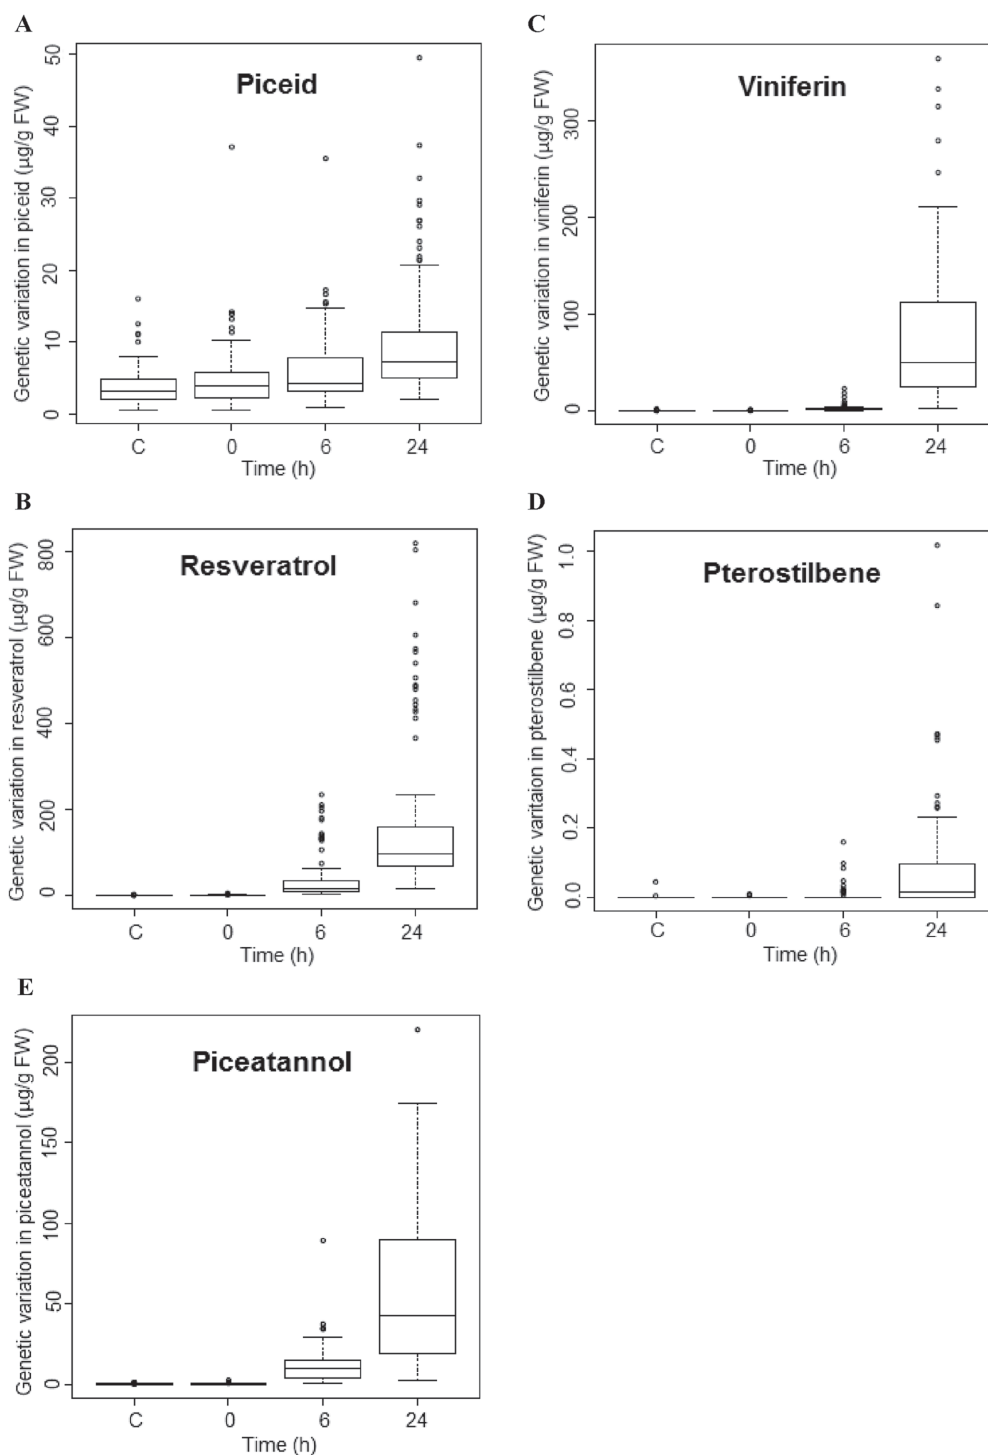 A
Genetic variation in piceid (µg/g FW)
Piceid
50
40
30
20
10
0
C 0 6 24
Time (h)
B
Genetic variation in resveratrol (µg/g FW)
Resveratrol
800
600
400
200
0
C 0 6 24
Time (h)
E
Genetic variation in piceatannol (µg/g FW)
Piceatannol
200
150
100
50
0
C 0 6 24
Time (h)
C
Genetic variation in viniferin (µg/g FW)
Viniferin
300
200
100
0
C 0 6 24
Time (h)
D
Genetic varitaion in pterostilbene (µg/g FW)
Pterostilbene
1.0
0.8
0.6
0.4
0.2
0.0
C 0 6 24
Time (h)